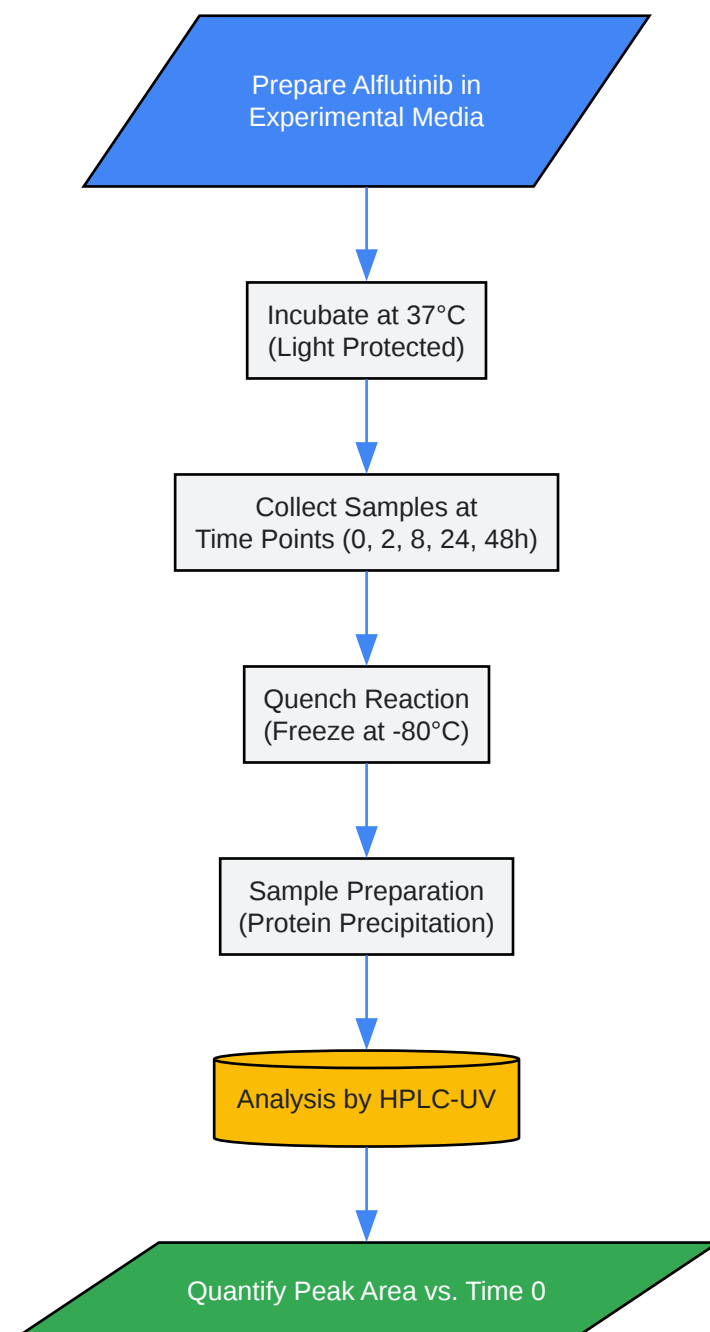 Prepare Alflutinib in
Experimental Media
Incubate at 37°C
(Light Protected)
Collect Samples at
Time Points (0, 2, 8, 24, 48h)
Quench Reaction
(Freeze at -80°C)
Sample Preparation
(Protein Precipitation)
Analysis by HPLC-UV
Quantify Peak Area vs. Time 0